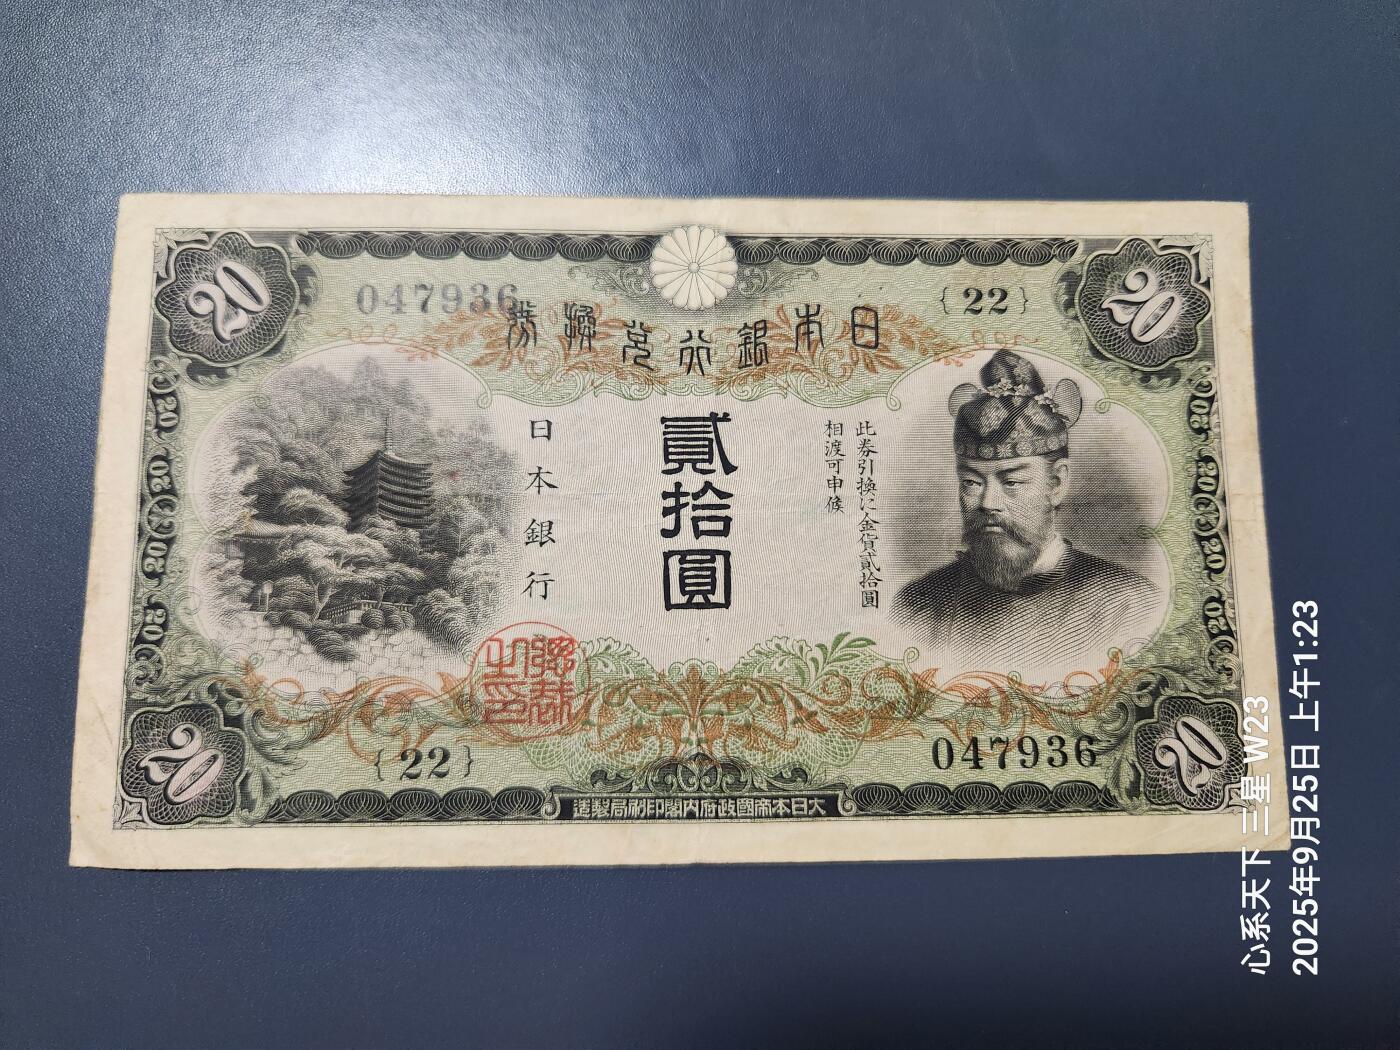 20
20
047936
{22}
日本銀行兌換券
日本銀行
貳拾圓
此券引換に金貨貳拾圓
相渡可申候
{22}
047936
20
20
大日本帝國政府内閣印刷局製造
心系天下 三星 W23
2025年9月25日 上午1:23